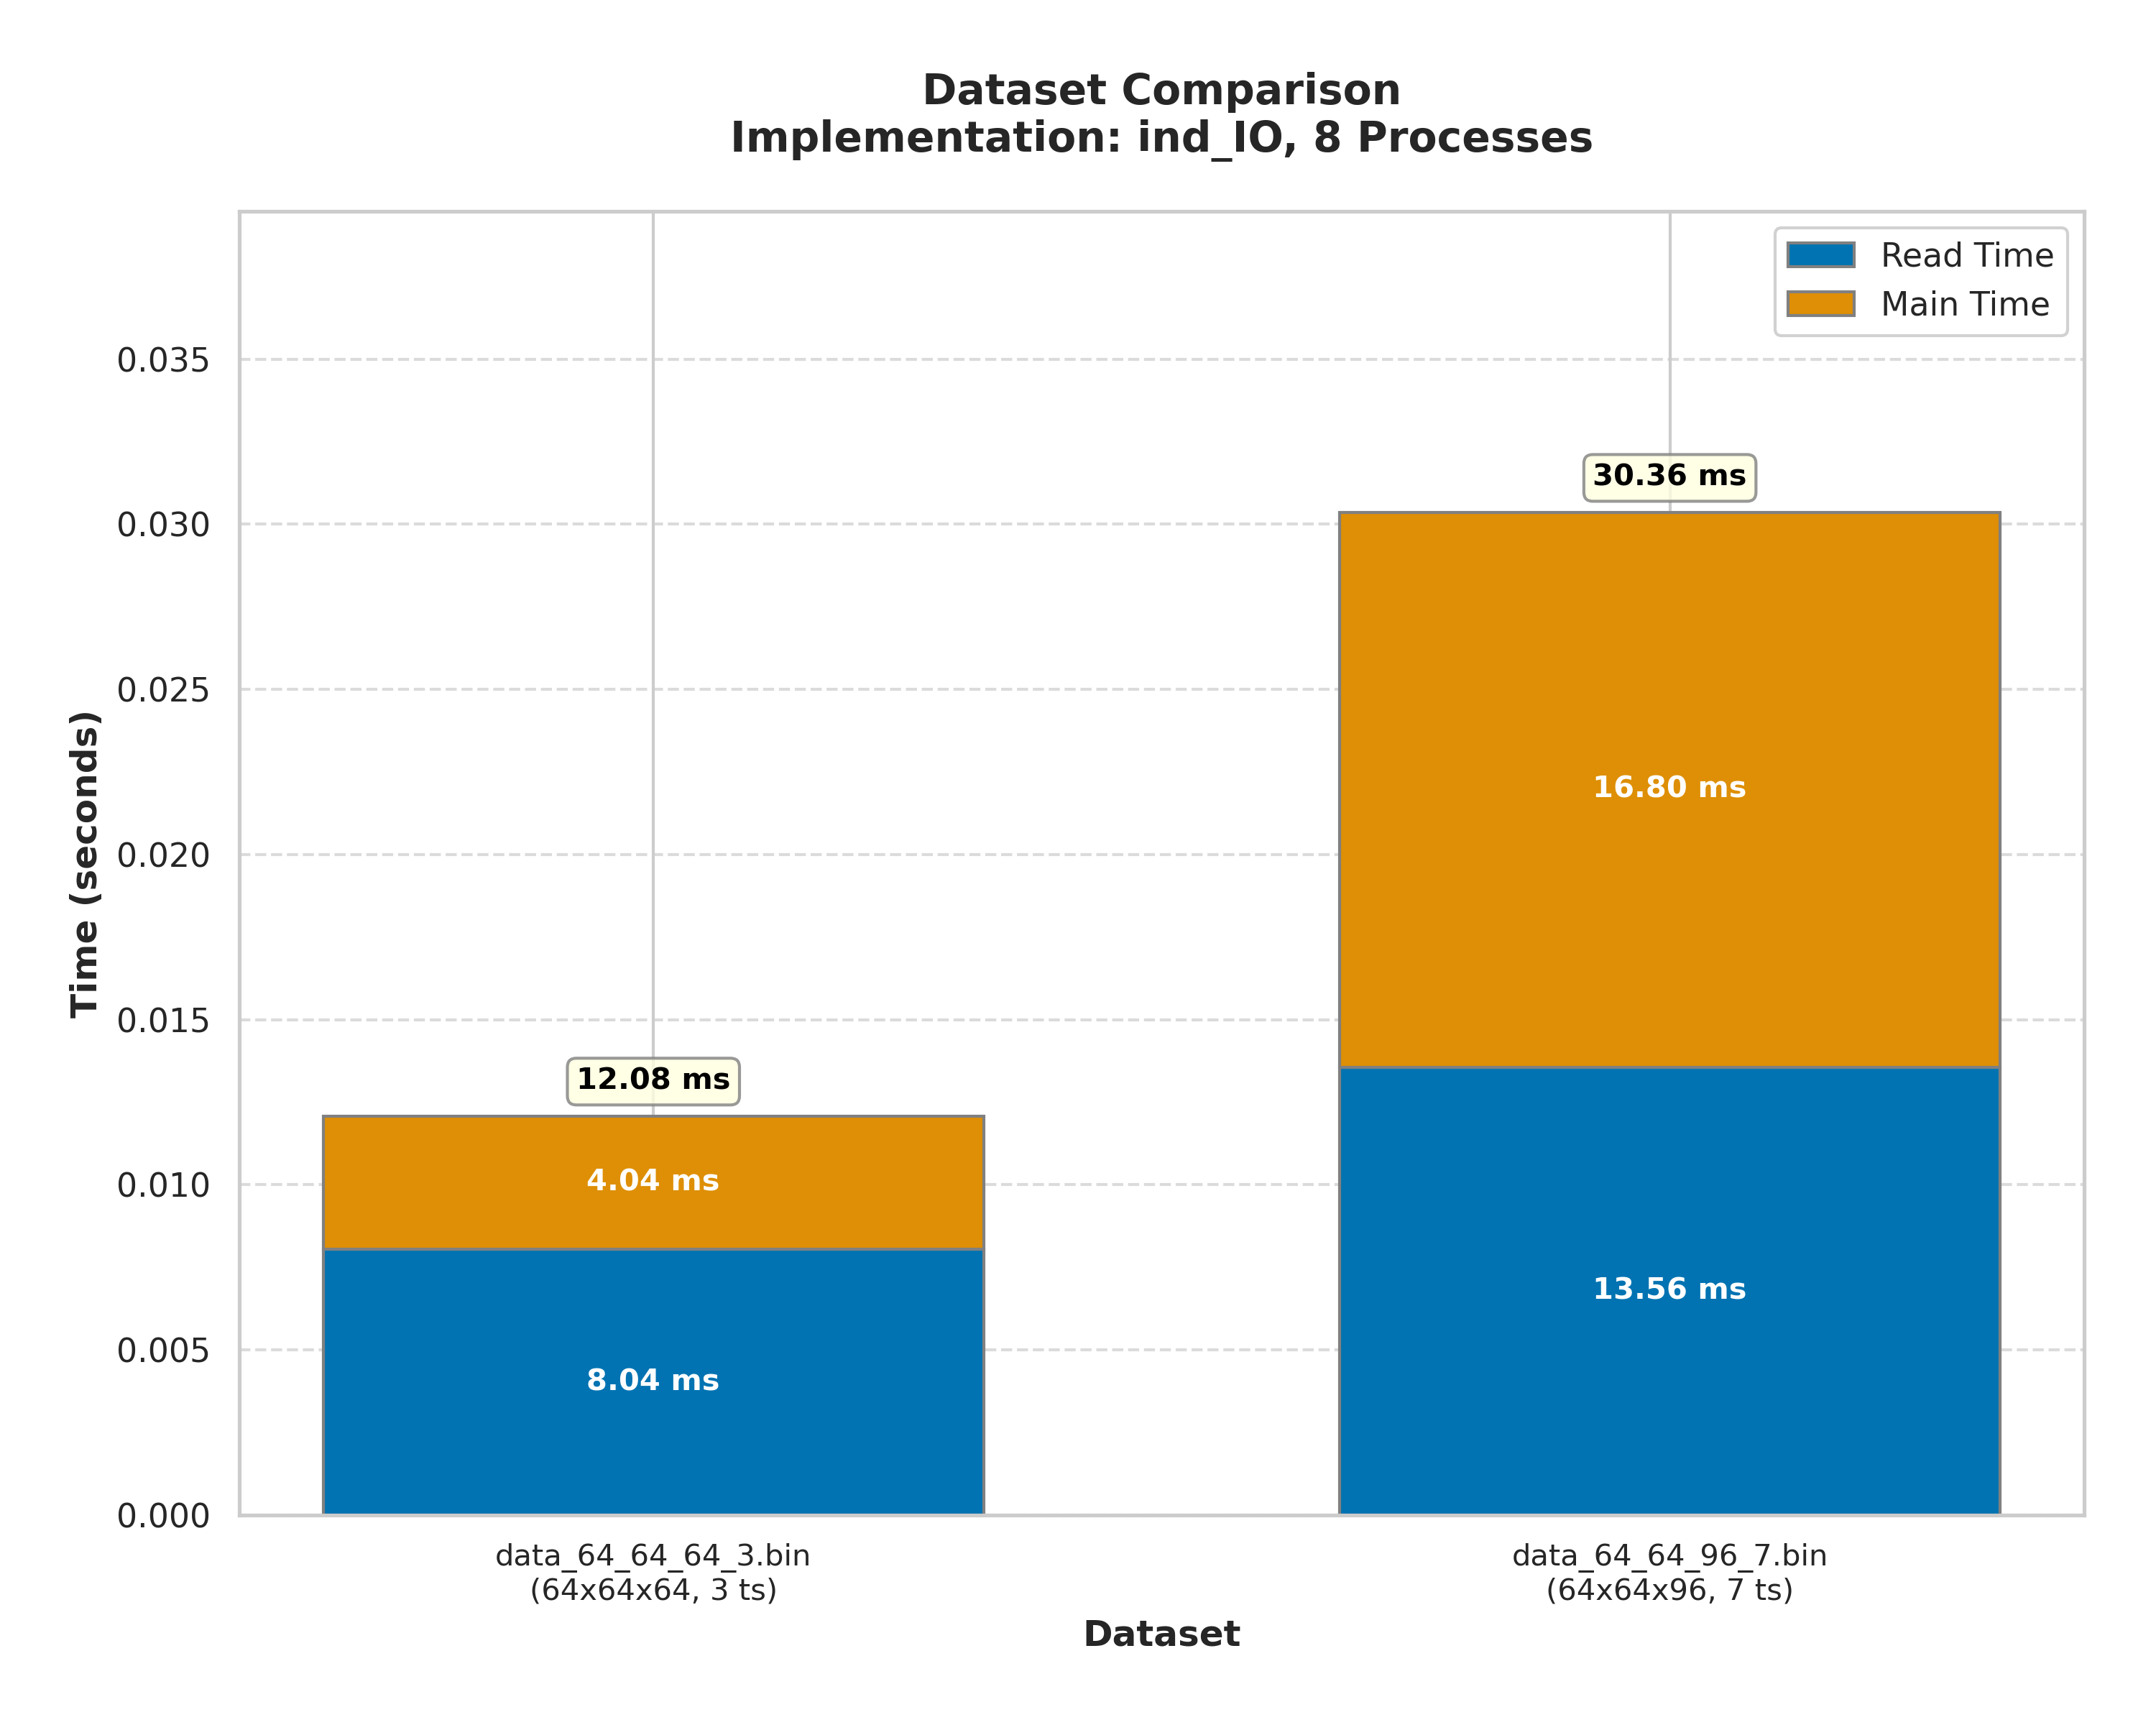 Dataset Comparison
Implementation: ind_IO, 8 Processes
Read Time
Main Time
Time (seconds)
0.035
0.030
0.025
0.020
0.015
0.010
0.005
0.000
30.36 ms
16.80 ms
13.56 ms
12.08 ms
4.04 ms
8.04 ms
data_64_64_64_3.bin
(64x64x64, 3 ts)
data_64_64_96_7.bin
(64x64x96, 7 ts)
Dataset